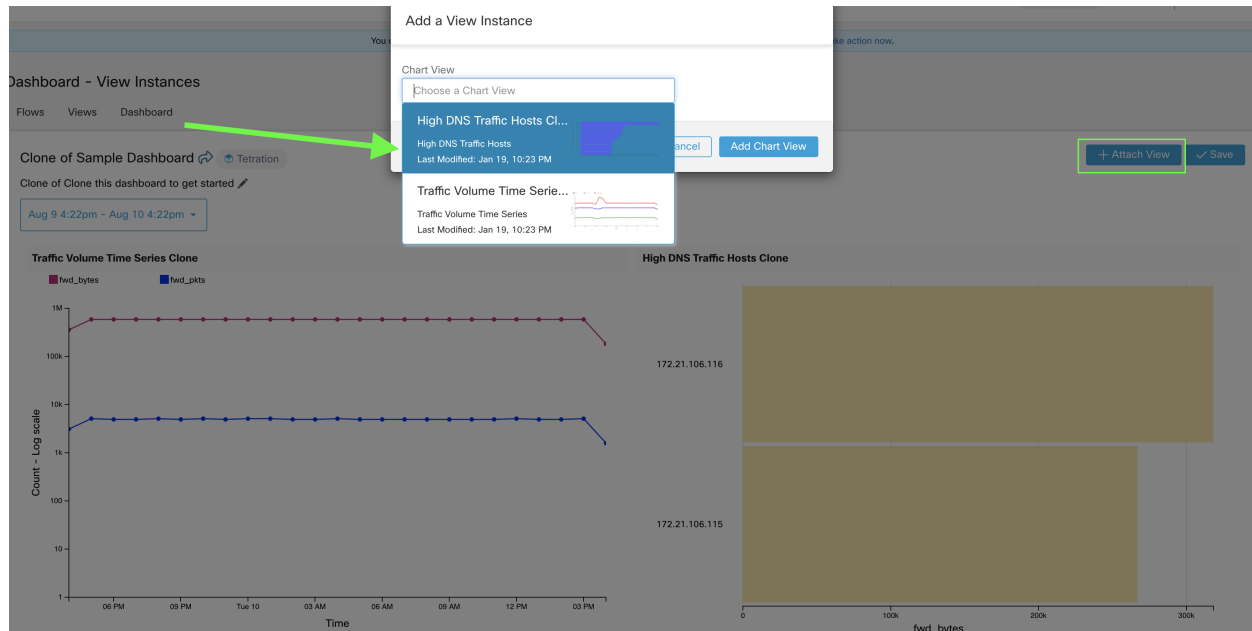 Add a View Instance
You
ke action now.
Chart View
Dashboard - View Instances
Choose a Chart View
Flows Views Dashboard
High DNS Traffic Hosts Cl...
High DNS Traffic Hosts
Last Modified: Jan 19, 10:23 PM
ancel Add Chart View
Clone of Sample Dashboard Tetration
+ Attach View Save
Clone of Clone this dashboard to get started
Traffic Volume Time Serie...
Traffic Volume Time Series
Last Modified: Jan 19, 10:23 PM
Aug 9 4:22pm - Aug 10 4:22pm
Traffic Volume Time Series Clone
High DNS Traffic Hosts Clone
fwd_bytes fwd_pkts
1M
100k
10k
1k
100
10
1
Count - Log scale
06 PM 09 PM Tue 10 03 AM 06 AM 09 AM 12 PM 03 PM
Time
172.21.106.116
172.21.106.115
0 100k 200k 300k
fwd_bytes